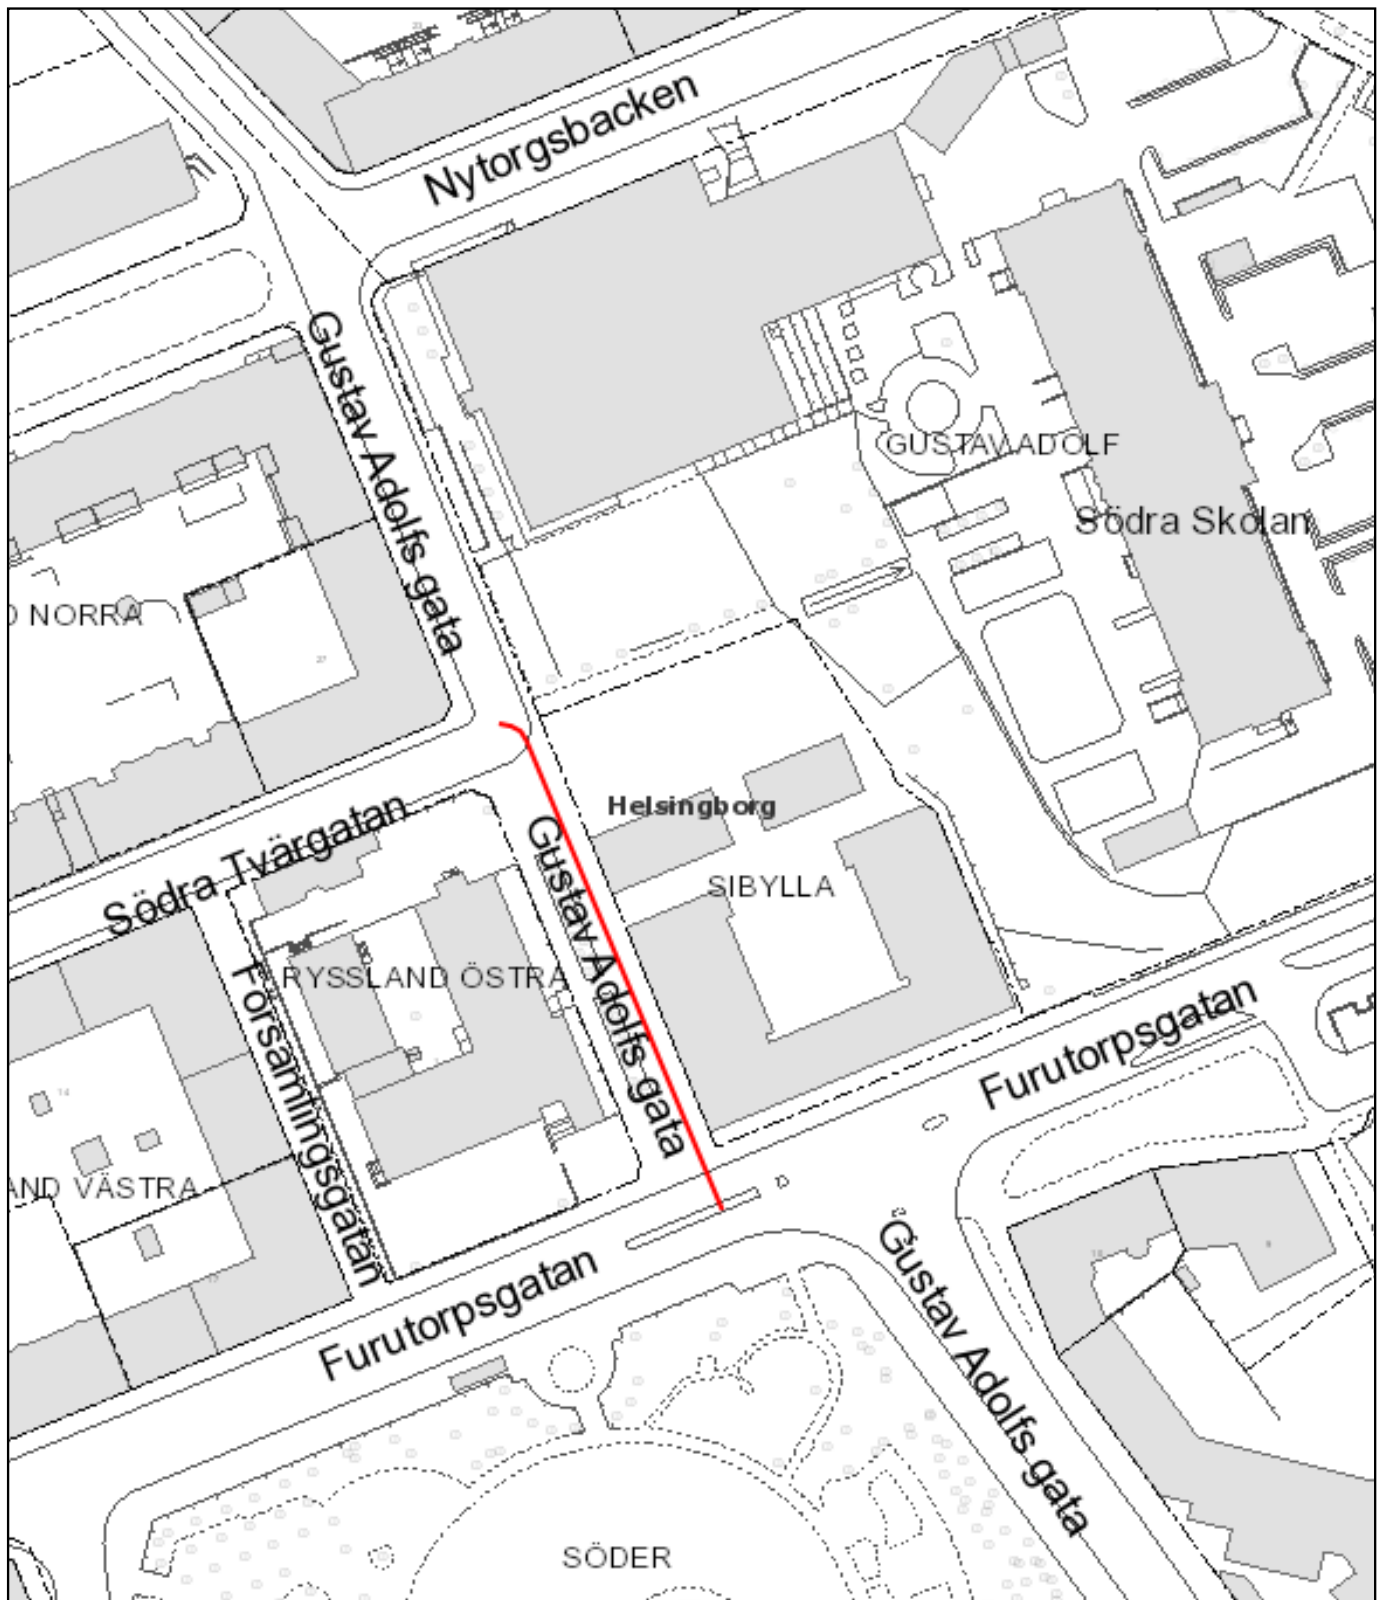 Nytorgsbacken
Gustav Adolfs gata
GUSTAV ADOLF
Södra Skolan
NORRA
27
Helsingborg
Södra Tvärgatan
Gustav Adolfs gata
SIBYLLA
RYSSLAND ÖSTRA
Församlingsgatan
Furutorpsgatan
AND VÄSTRA
Furutorpsgatan
Gustav Adolfs gata
SÖDER